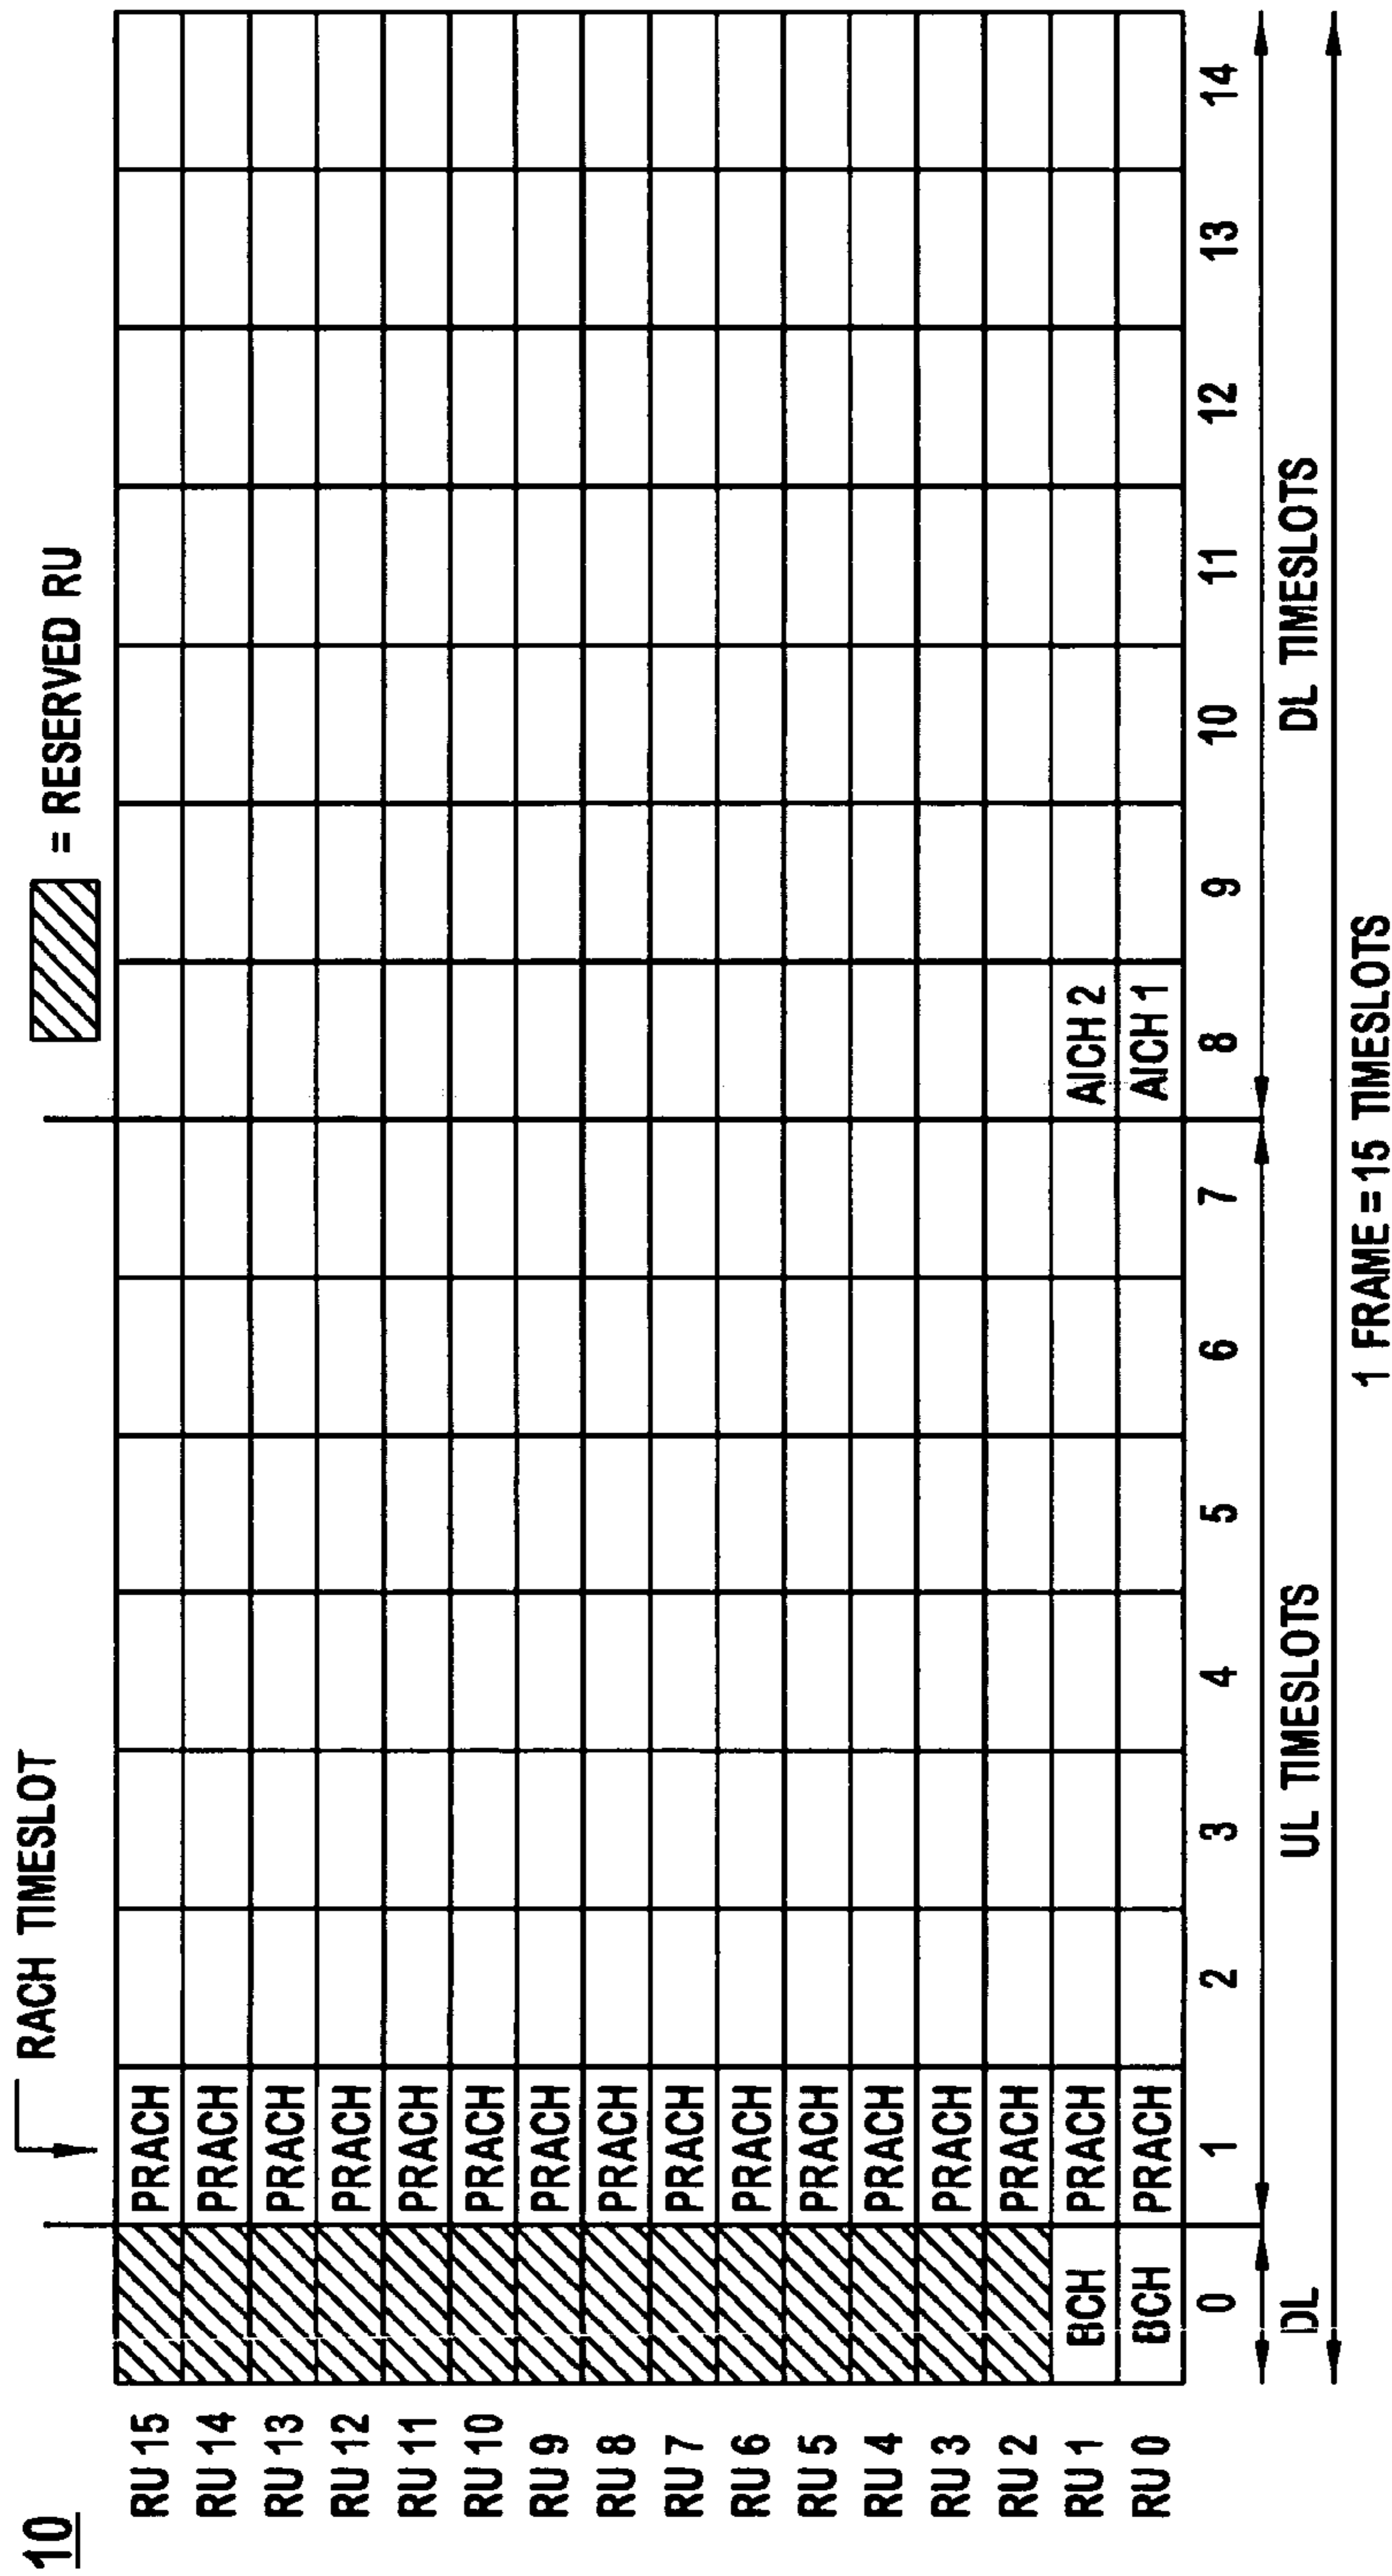 10
RACH TIMESLOT
= RESERVED RU
RU 15 PRACH
RU 14 PRACH
RU 13 PRACH
RU 12 PRACH
RU 11 PRACH
RU 10 PRACH
RU 9 PRACH
RU 8 PRACH
RU 7 PRACH
RU 6 PRACH
RU 5 PRACH
RU 4 PRACH
RU 3 PRACH
RU 2 PRACH
RU 1 BCH PRACH AICH 2
RU 0 BCH PRACH AICH 1
0 1 2 3 4 5 6 7 8 9 10 11 12 13 14
DL UL TIMESLOTS DL TIMESLOTS
1 FRAME = 15 TIMESLOTS